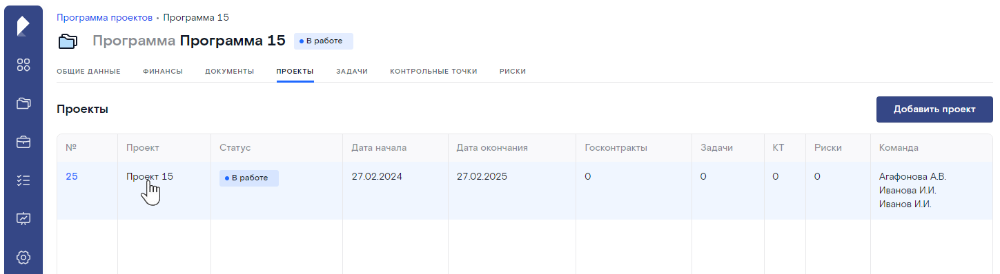 Программа проектов • Программа 15
Программа Программа 15 В работе
ОБЩИЕ ДАННЫЕ ФИНАНСЫ ДОКУМЕНТЫ ПРОЕКТЫ ЗАДАЧИ КОНТРОЛЬНЫЕ ТОЧКИ РИСКИ
Проекты Добавить проект
№ Проект Статус Дата начала Дата окончания Госконтракты Задачи КТ Риски Команда
25 Проект 15 В работе 27.02.2024 27.02.2025 0 0 0 0 Агафонова А.В.
Иванова И.И.
Иванов И.И.